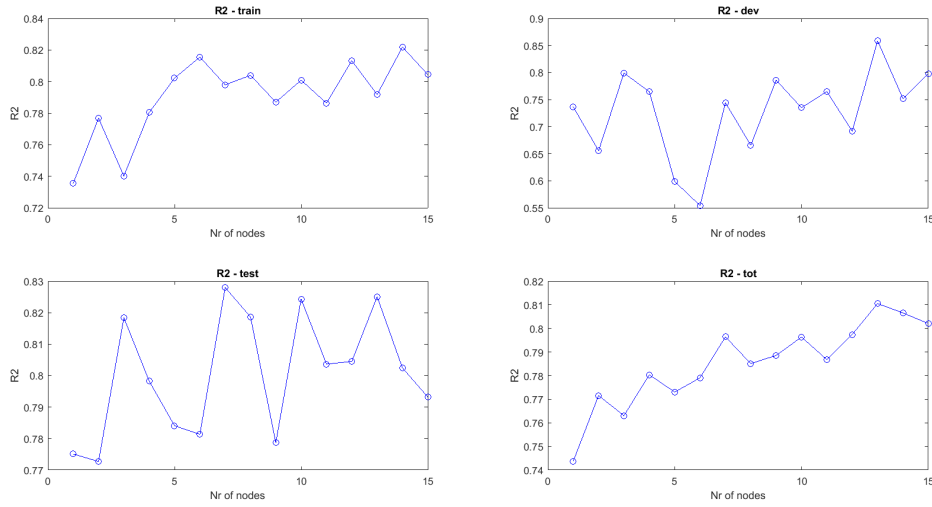 R2 - train
0.84
0.82
0.8
0.78
0.76
0.74
0.72
R2
0 5 10 15
Nr of nodes
R2 - dev
0.9
0.85
0.8
0.75
0.7
0.65
0.6
0.55
R2
0 5 10 15
Nr of nodes
R2 - test
0.83
0.82
0.81
0.8
0.79
0.78
0.77
R2
0 5 10 15
Nr of nodes
R2 - tot
0.82
0.81
0.8
0.79
0.78
0.77
0.76
0.75
0.74
R2
0 5 10 15
Nr of nodes